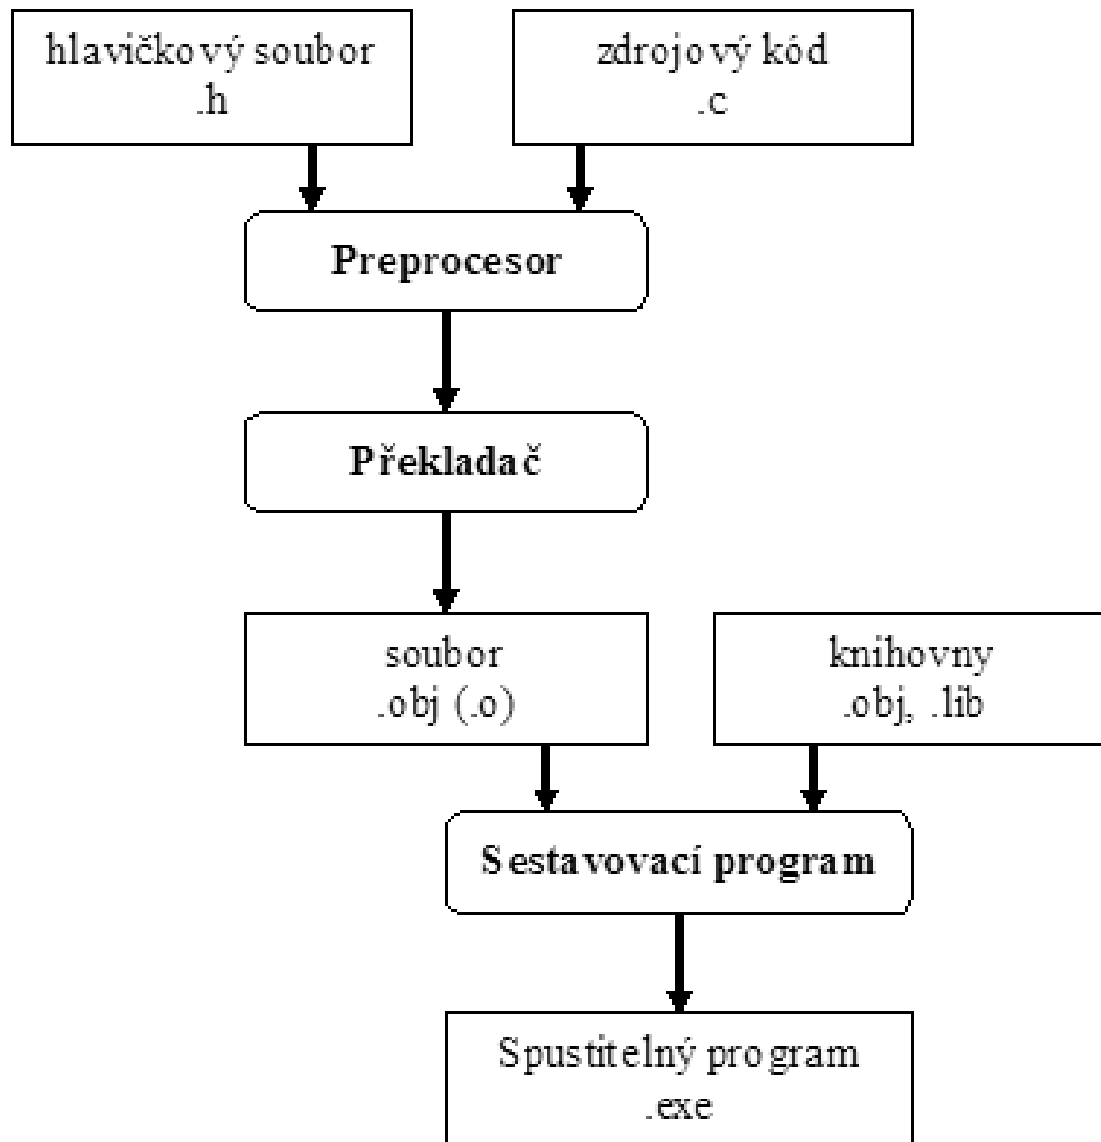 hlavičkový soubor
.h
zdrojový kód
.c
Preprocesor
Překladač
soubor
.obj (.o)
knihovny
.obj, .lib
Sestavovací program
Spustitelný program
.exe